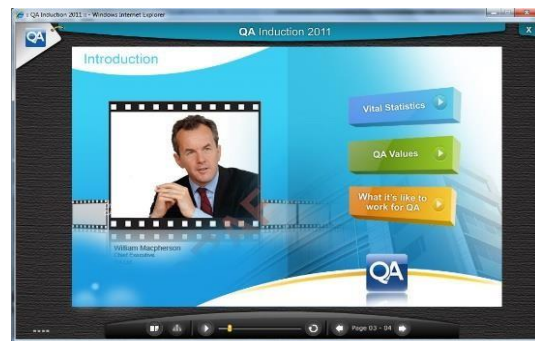 QA Induction 2011 :: - Windows Internet Explorer
QA
QA Induction 2011
X
Introduction
Vital Statistics
QA Values
What it's like to
work for QA
William Macpherson
Chief Executive
QA
Page 03 - 04